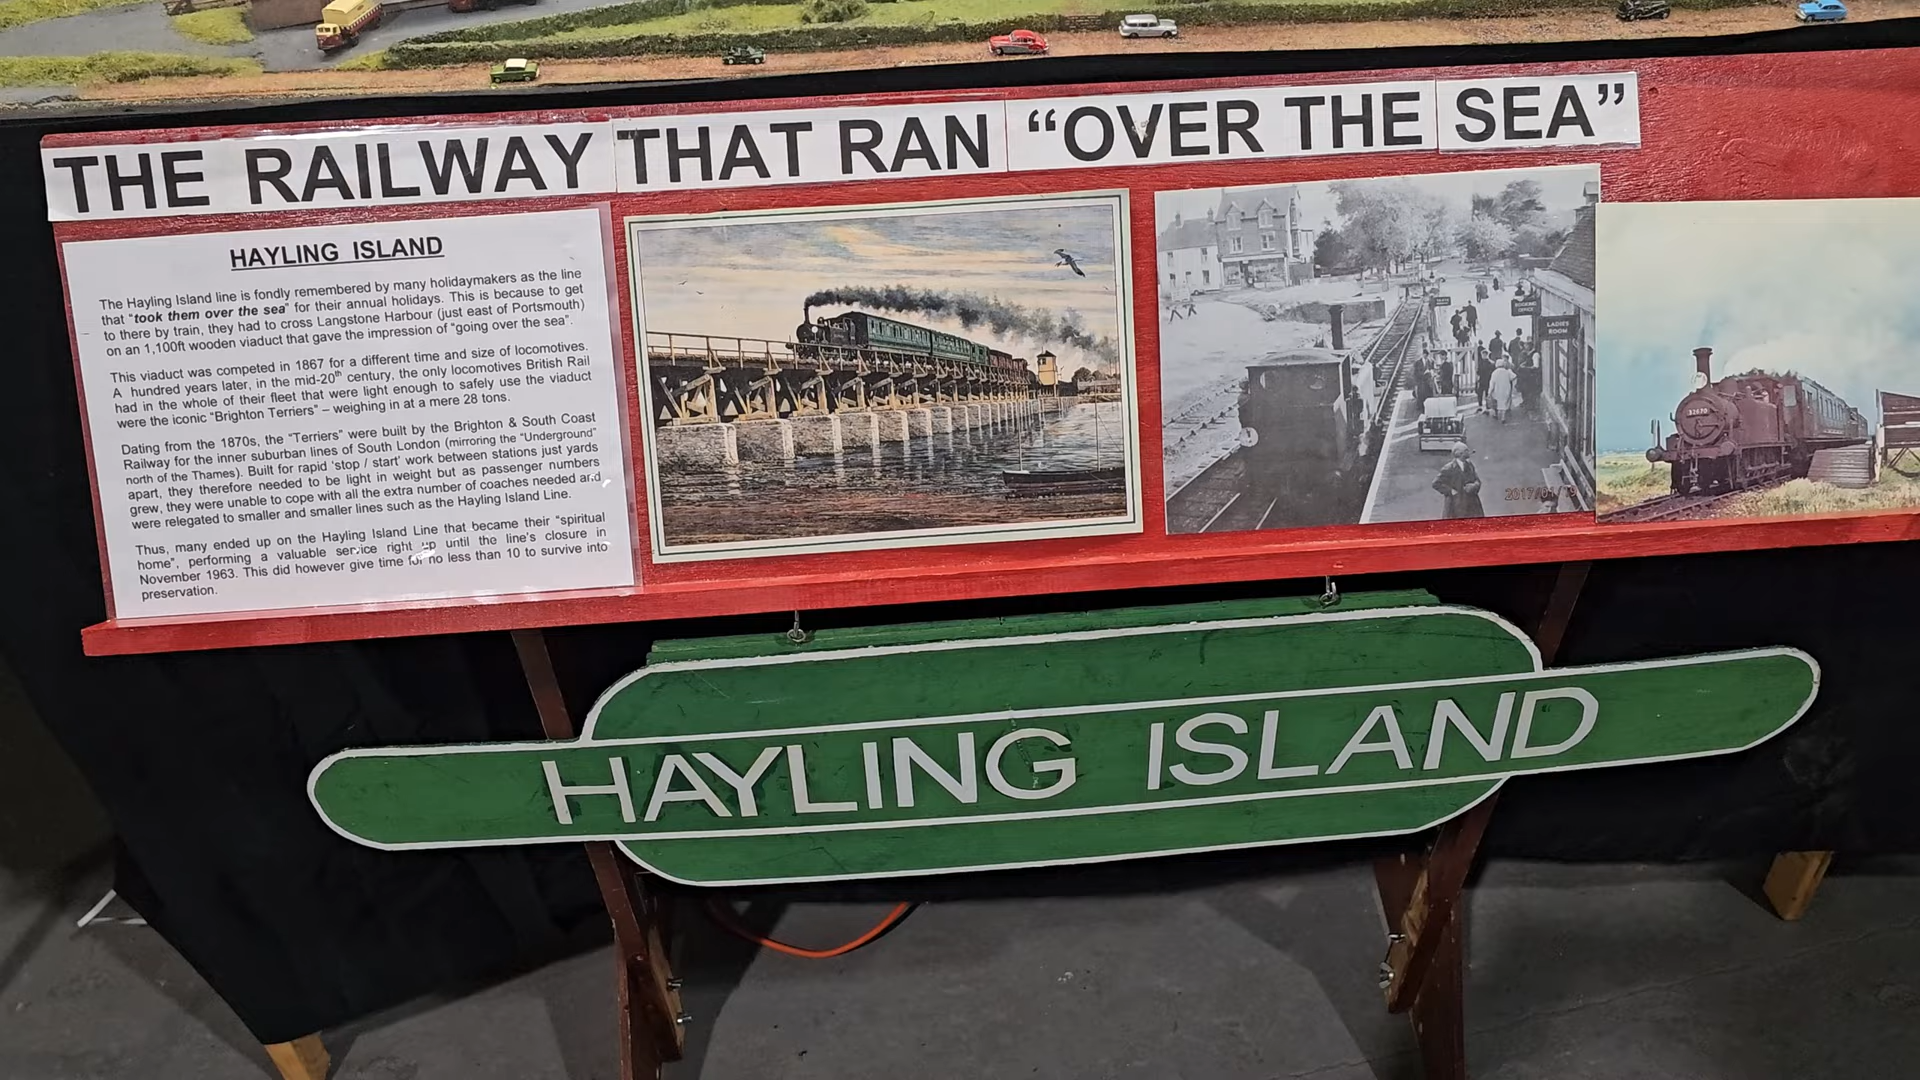 THE RAILWAY THAT RAN “OVER THE SEA”
HAYLING ISLAND
The Hayling Island line is fondly remembered by many holidaymakers as the line
that “took them over the sea” for their annual holidays. This is because to get
to there by train, they had to cross Langstone Harbour (just east of Portsmouth)
on an 1,100ft wooden viaduct that gave the impression of “going over the sea”.
This viaduct was competed in 1867 for a different time and size of locomotives.
A hundred years later, in the mid-20th century, the only locomotives British Rail
had in the whole of their fleet that were light enough to safely use the viaduct
were the iconic “Brighton Terriers” – weighing in at a mere 28 tons.
Dating from the 1870s, the “Terriers” were built by the Brighton & South Coast
Railway for the inner suburban lines of South London (mirroring the “Underground”
north of the Thames). Built for rapid ‘stop / start’ work between stations just yards
apart, they therefore needed to be light in weight but as passenger numbers
grew, they were unable to cope with all the extra number of coaches needed and
were relegated to smaller and smaller lines such as the Hayling Island Line.
Thus, many ended up on the Hayling Island Line that became their “spiritual
home”, performing a valuable service right up until the line’s closure in
November 1963. This did however give time for no less than 10 to survive into
preservation.
BOOKING
OFFICE
LADIES
ROOM
2017/01/19
32670
HAYLING ISLAND